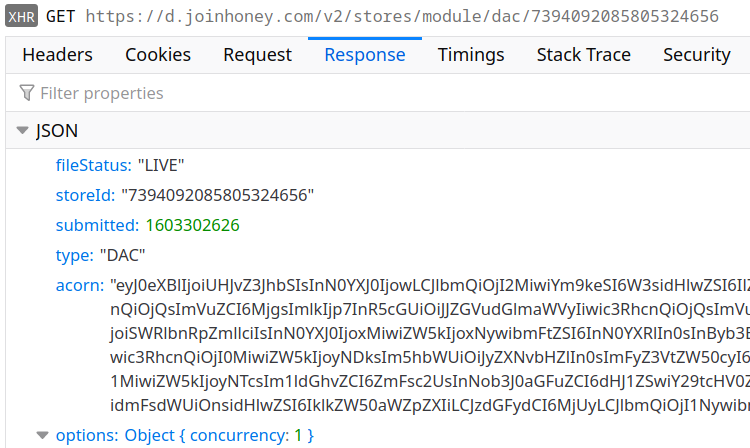 XHR GET https://d.joinhoney.com/v2/stores/module/dac/7394092085805324656
Headers Cookies Request Response Timings Stack Trace Security
Filter properties
JSON
fileStatus: "LIVE"
storeId: "7394092085805324656"
submitted: 1603302626
type: "DAC"
acorn: "eyJ0eXBlIjoiUHJvZ3JhbSIsInN0YXJ0IjowLCJlbmQiOjI2MiwiYm9keSI6W3sidHlwZSI6IlZ
nQiOjQsImVuZCI6MjgsImlkIjp7InR5cGUiOiJJZGVudGlmaWVyIiwic3RhcnQiOjQsImVu
joiSWRlbnRpZmllciIsInN0YXJ0IjoxMiwiZW5kIjoxNywibmFtZSI6InN0YXRlIn0sInByb3B
wic3RhcnQiOjI0MiwiZW5kIjoyNDksIm5hbWUiOiJyZXNvbHZlIn0sImFyZ3VtZW50cyI6
1MiwiZW5kIjoyNTcsIm1ldGhvZCI6ZmFsc2UsInNob3J0aGFuZCI6dHJ1ZSwiY29tcHV0Z
idmFsdWUiOnsidHlwZSI6IklkZW50aWZpZXIiLCJzdGFydCI6MjUyLCJlbmQiOjI1NywibmF
options: Object { concurrency: 1 }